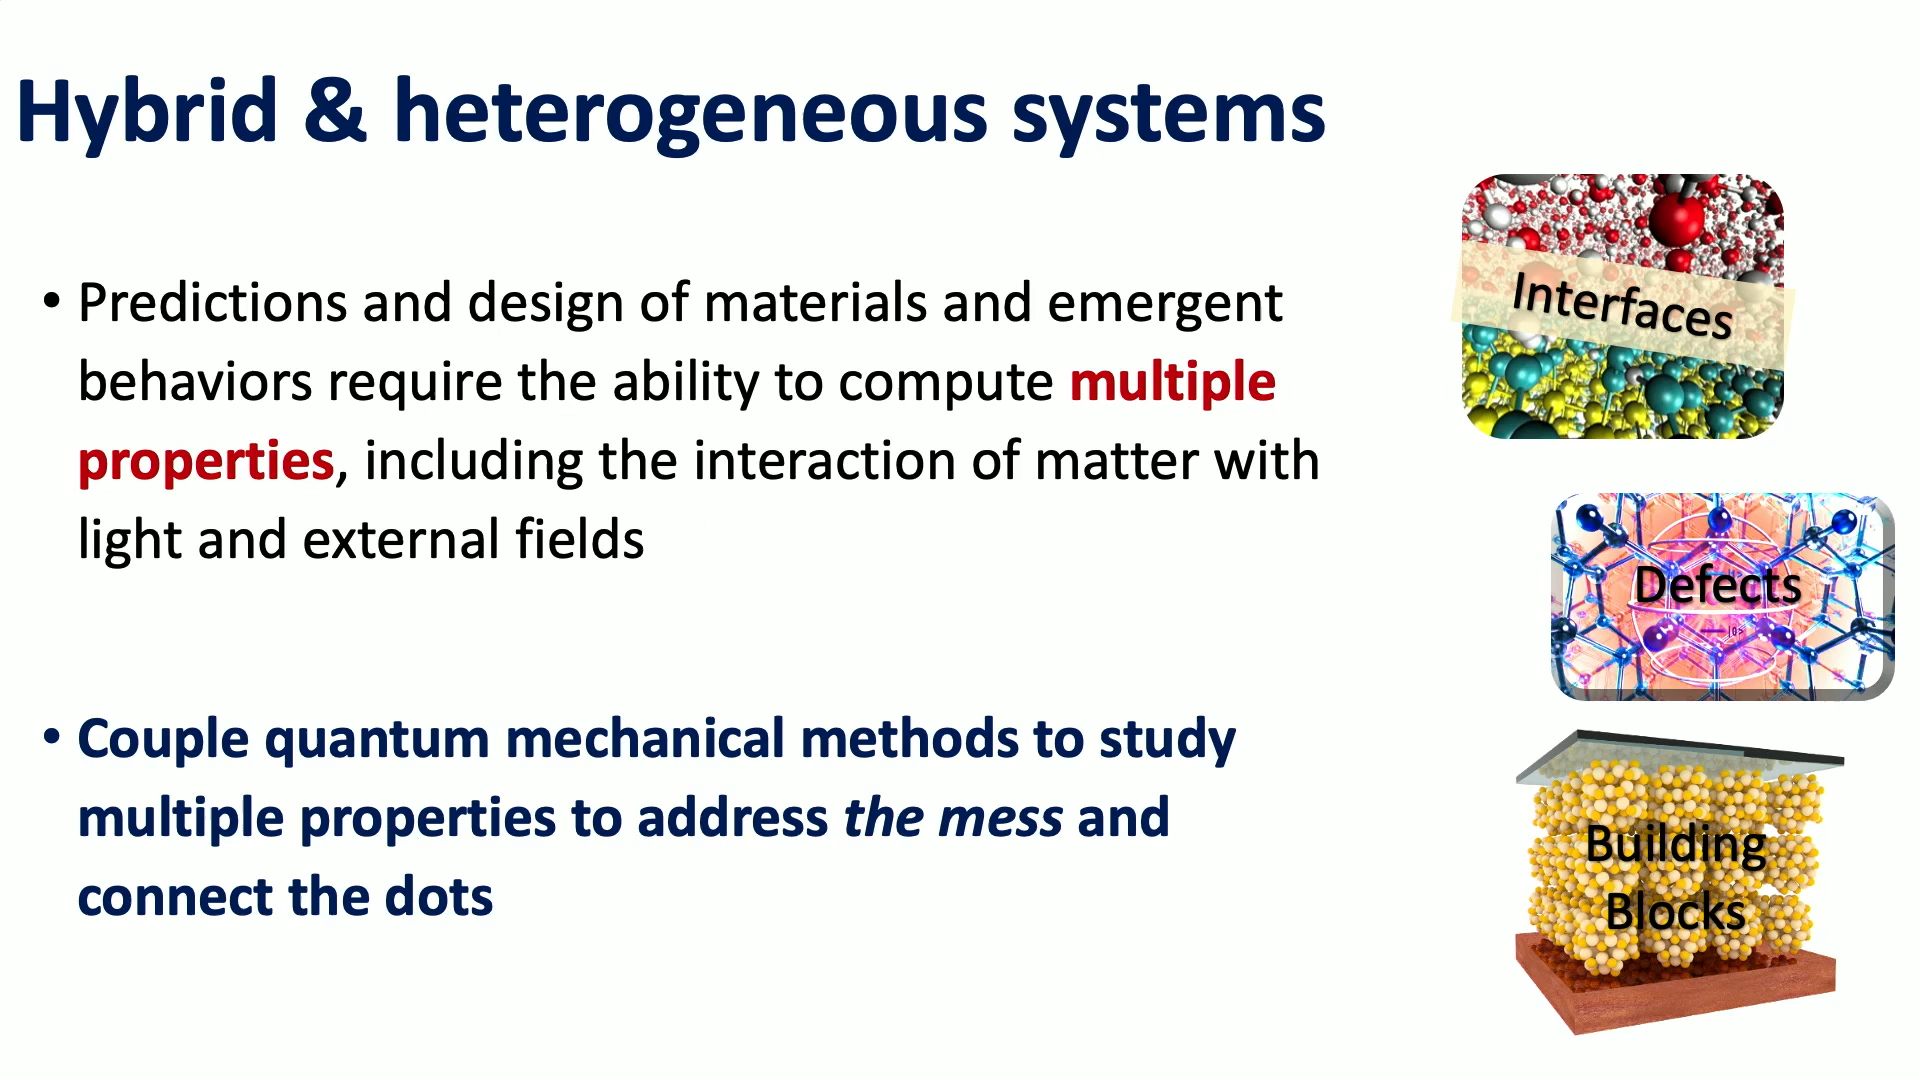 Hybrid & heterogeneous systems
• Predictions and design of materials and emergent
behaviors require the ability to compute multiple
properties, including the interaction of matter with
light and external fields
• Couple quantum mechanical methods to study
multiple properties to address the mess and
connect the dots
Interfaces
Defects
|0>
Building
Blocks